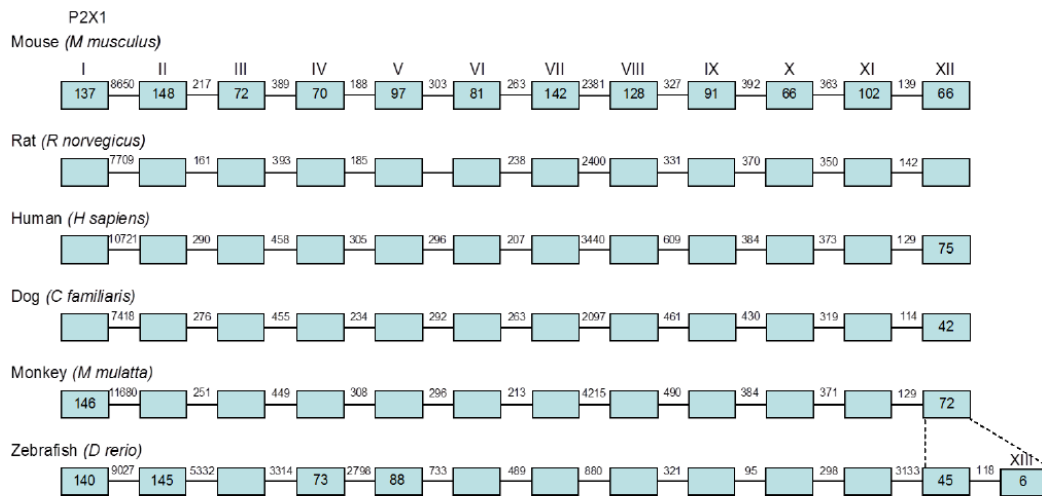 P2X1
Mouse (M musculus)
I II III IV V VI VII VIII IX X XI XII
8650 217 389 188 303 263 2381 327 392 363 139
137 148 72 70 97 81 142 128 91 66 102 66
Rat (R norvegicus)
7709 161 393 185 238 2400 331 370 350 142
Human (H sapiens)
10721 290 458 305 296 207 3440 609 384 373 129
75
Dog (C familiaris)
7418 276 455 234 292 263 2097 461 430 319 114
42
Monkey (M mulatta)
11680 251 449 308 296 213 4215 490 384 371 129
146 72
Zebrafish (D rerio)
XIII
9027 5332 3314 2798 733 489 880 321 95 298 3133 118
140 145 73 88 45 6